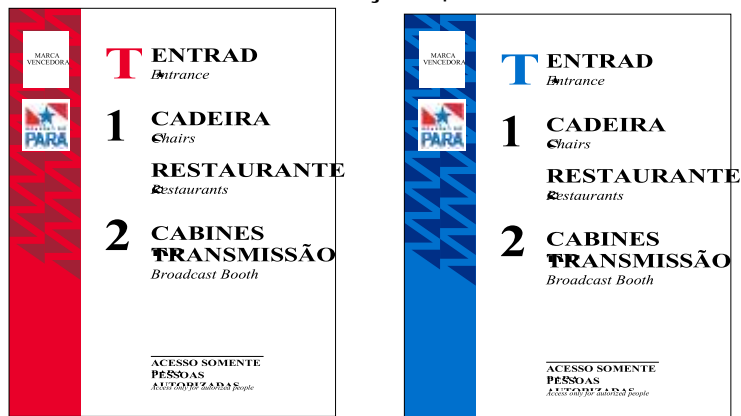 MARCA
VENCEDORA
PARÁ
T ENTRAD
Entrance
1 CADEIRA
Chairs
RESTAURANTE
Restaurants
2 CABINES
TRANSMISSÃO
Broadcast Booth
ACESSO SOMENTE
PESSOAS
AUTORIZADAS
Access only for autorized people
MARCA
VENCEDORA
PARÁ
T ENTRAD
Entrance
1 CADEIRA
Chairs
RESTAURANTE
Restaurants
2 CABINES
TRANSMISSÃO
Broadcast Booth
ACESSO SOMENTE
PESSOAS
AUTORIZADAS
Access only for autorized people